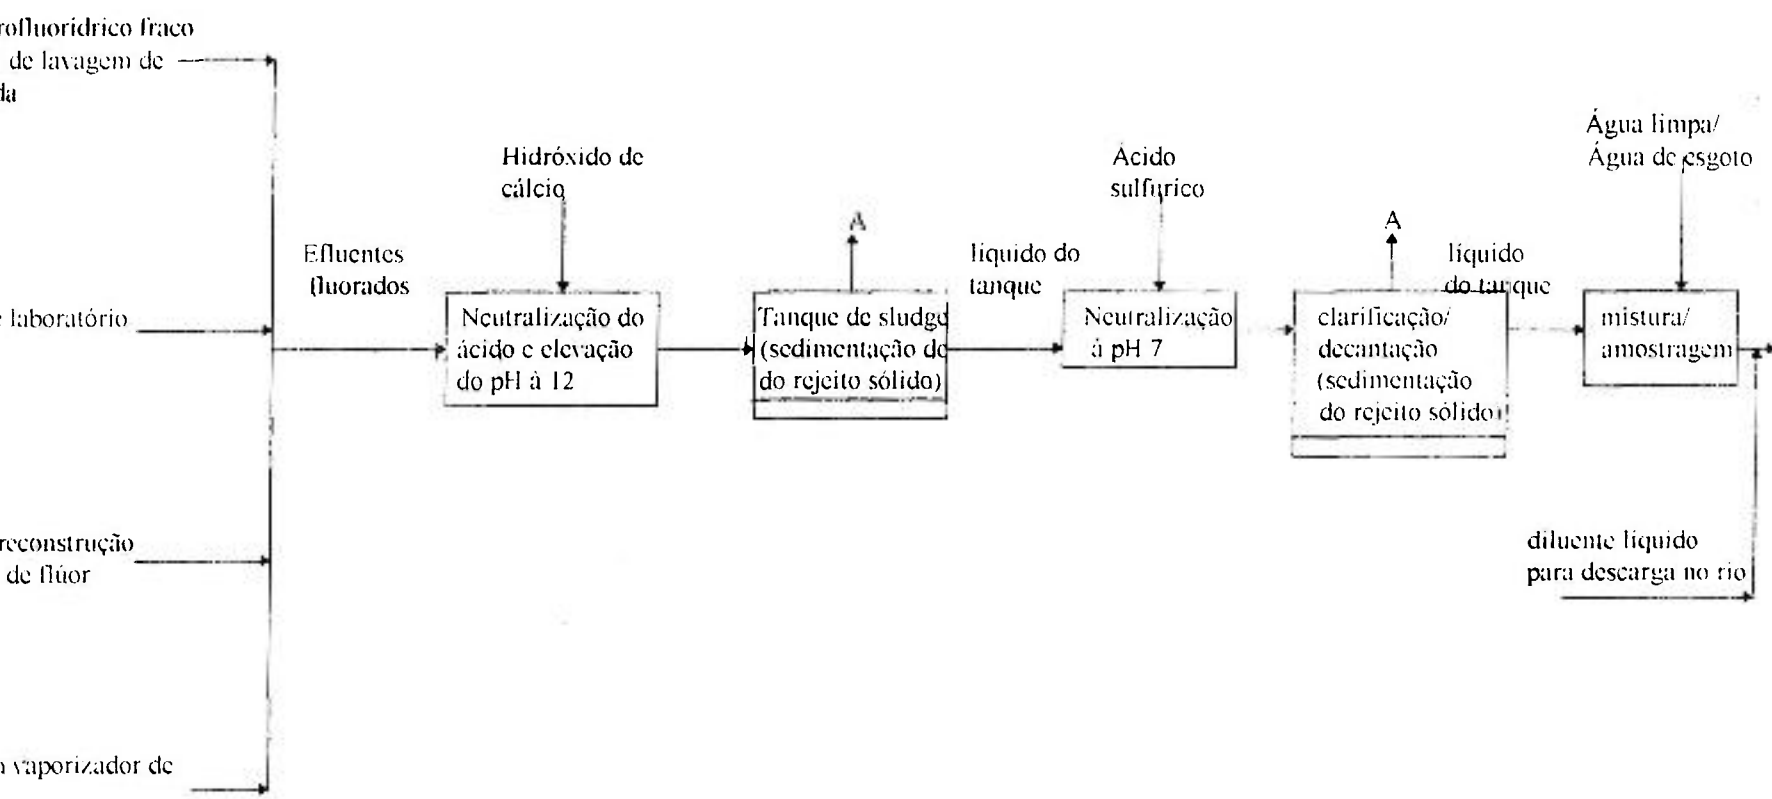 rofluorídrico fraco
de lavagem de
da
Hidróxido de
cálcio
Efluentes
fluorados
Neutralização do
ácido e elevação
do pH à 12
A
Tanque de sludge
(sedimentação do
do rejeito sólido)
líquido do
tanque
Ácido
sulfúrico
Neutralização
à pH 7
A
clarificação/
decantação
(sedimentação
do rejeito sólido)
líquido
do tanque
Água limpa/
Água de esgoto
mistura/
amostragem
diluente líquido
para descarga no rio
e laboratório
reconstrução
de flúor
vaporizador de